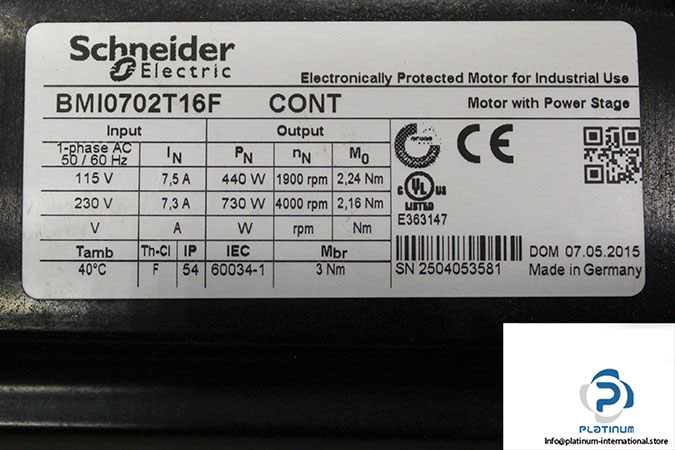 Schneider
Electric
Electronically Protected Motor for Industrial Use
BMI0702T16F CONT Motor with Power Stage
Input Output
1-phase AC 50 / 60 Hz IN PN nN M0
115 V 7,5 A 440 W 1900 rpm 2,24 Nm
230 V 7,3 A 730 W 4000 rpm 2,16 Nm
V A W rpm Nm
Tamb Th-Cl IP IEC Mbr
40°C F 54 60034-1 3 Nm
CE
c UL us
LISTED
E363147
DOM 07.05.2015
SN 2504053581 Made in Germany
PLATINUM
Info@platinum-international.store